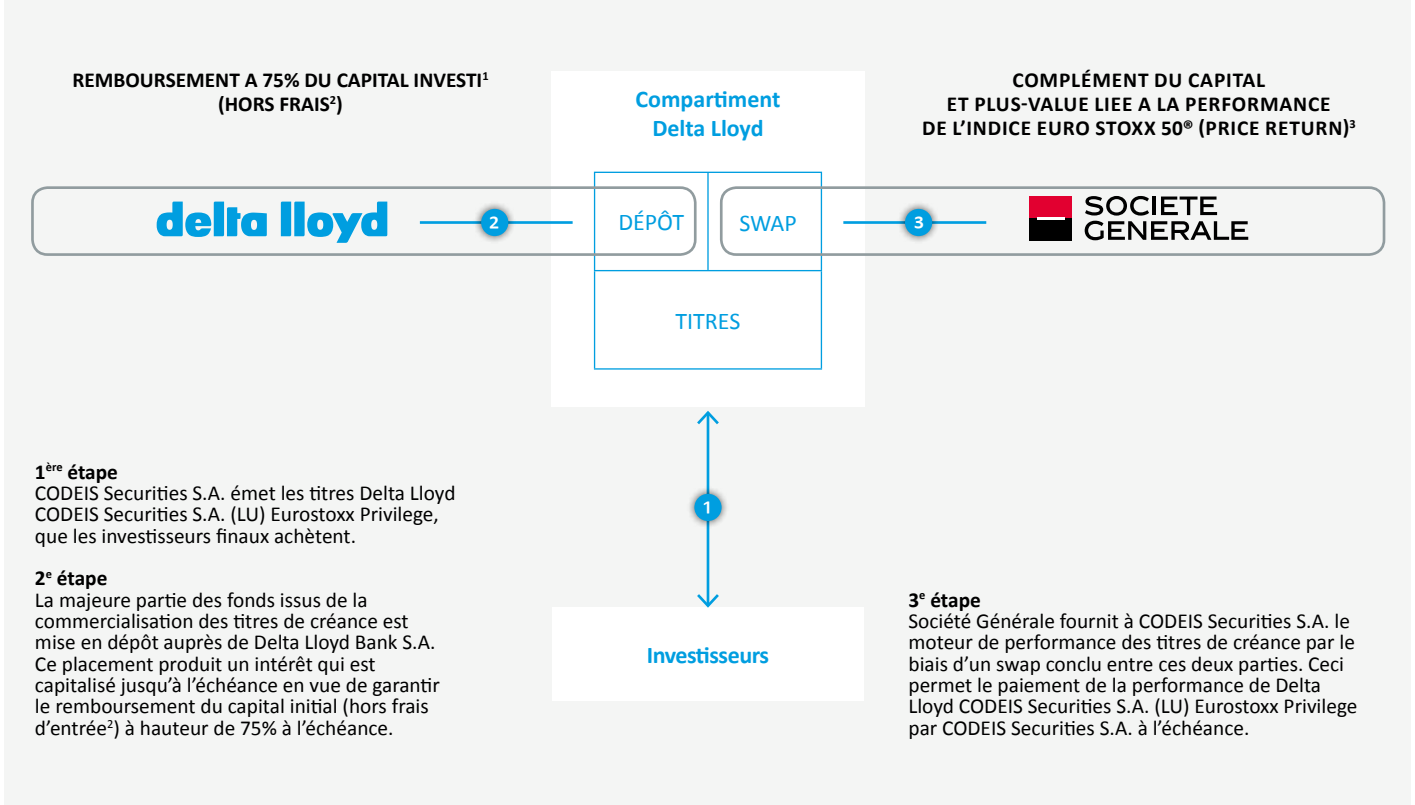 REMBOURSEMENT A 75% DU CAPITAL INVESTI¹
(HORS FRAIS²)
Compartiment
Delta Lloyd
COMPLÉMENT DU CAPITAL
ET PLUS-VALUE LIEE A LA PERFORMANCE
DE L'INDICE EURO STOXX 50® (PRICE RETURN)³
delta lloyd
2
DÉPÔT
SWAP
3
SOCIETE
GENERALE
TITRES
1
1ère étape
CODEIS Securities S.A. émet les titres Delta Lloyd
CODEIS Securities S.A. (LU) Eurostoxx Privilege,
que les investisseurs finaux achètent.
2e étape
La majeure partie des fonds issus de la
commercialisation des titres de créance est
mise en dépôt auprès de Delta Lloyd Bank S.A.
Ce placement produit un intérêt qui est
capitalisé jusqu'à l'échéance en vue de garantir
le remboursement du capital initial (hors frais
d'entrée²) à hauteur de 75% à l'échéance.
Investisseurs
3e étape
Société Générale fournit à CODEIS Securities S.A. le
moteur de performance des titres de créance par le
biais d'un swap conclu entre ces deux parties. Ceci
permet le paiement de la performance de Delta
Lloyd CODEIS Securities S.A. (LU) Eurostoxx Privilege
par CODEIS Securities S.A. à l'échéance.